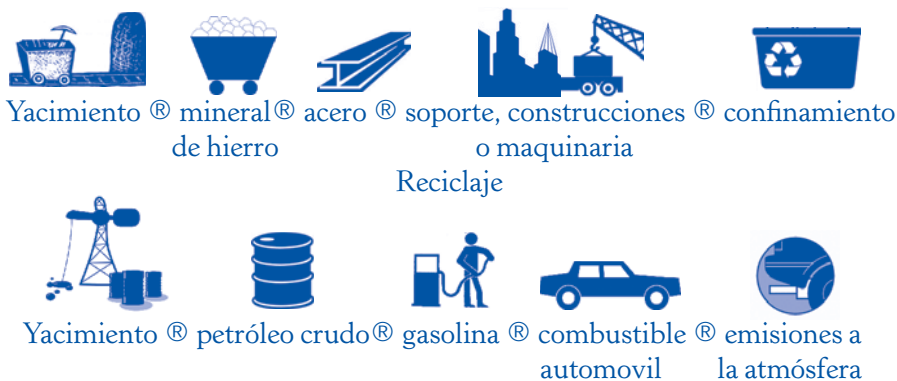 Yacimiento ® mineral® acero ® soporte, construcciones ® confinamiento
de hierro o maquinaria
Reciclaje
Yacimiento ® petróleo crudo® gasolina ® combustible ® emisiones a
automovil la atmósfera